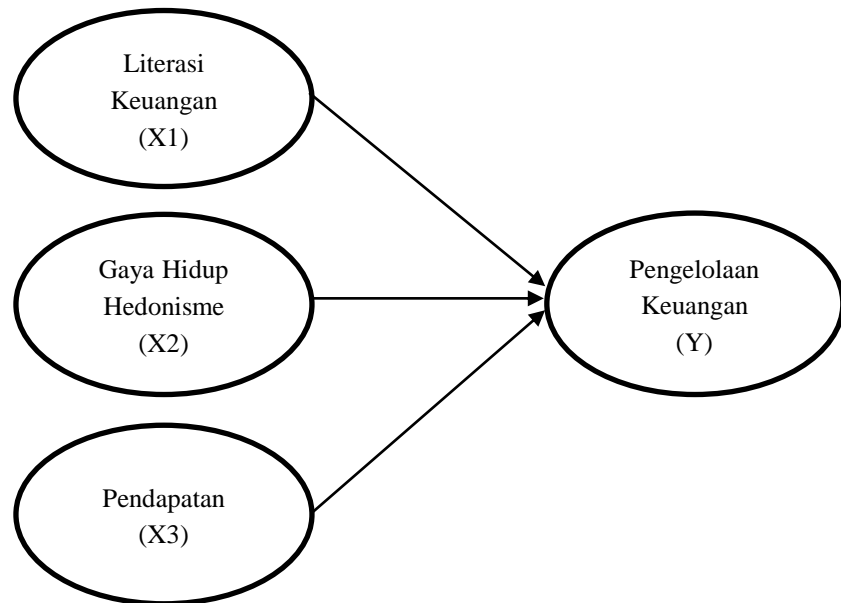 Literasi
Keuangan
(X1)
Gaya Hidup
Hedonisme
(X2)
Pendapatan
(X3)
Pengelolaan
Keuangan
(Y)